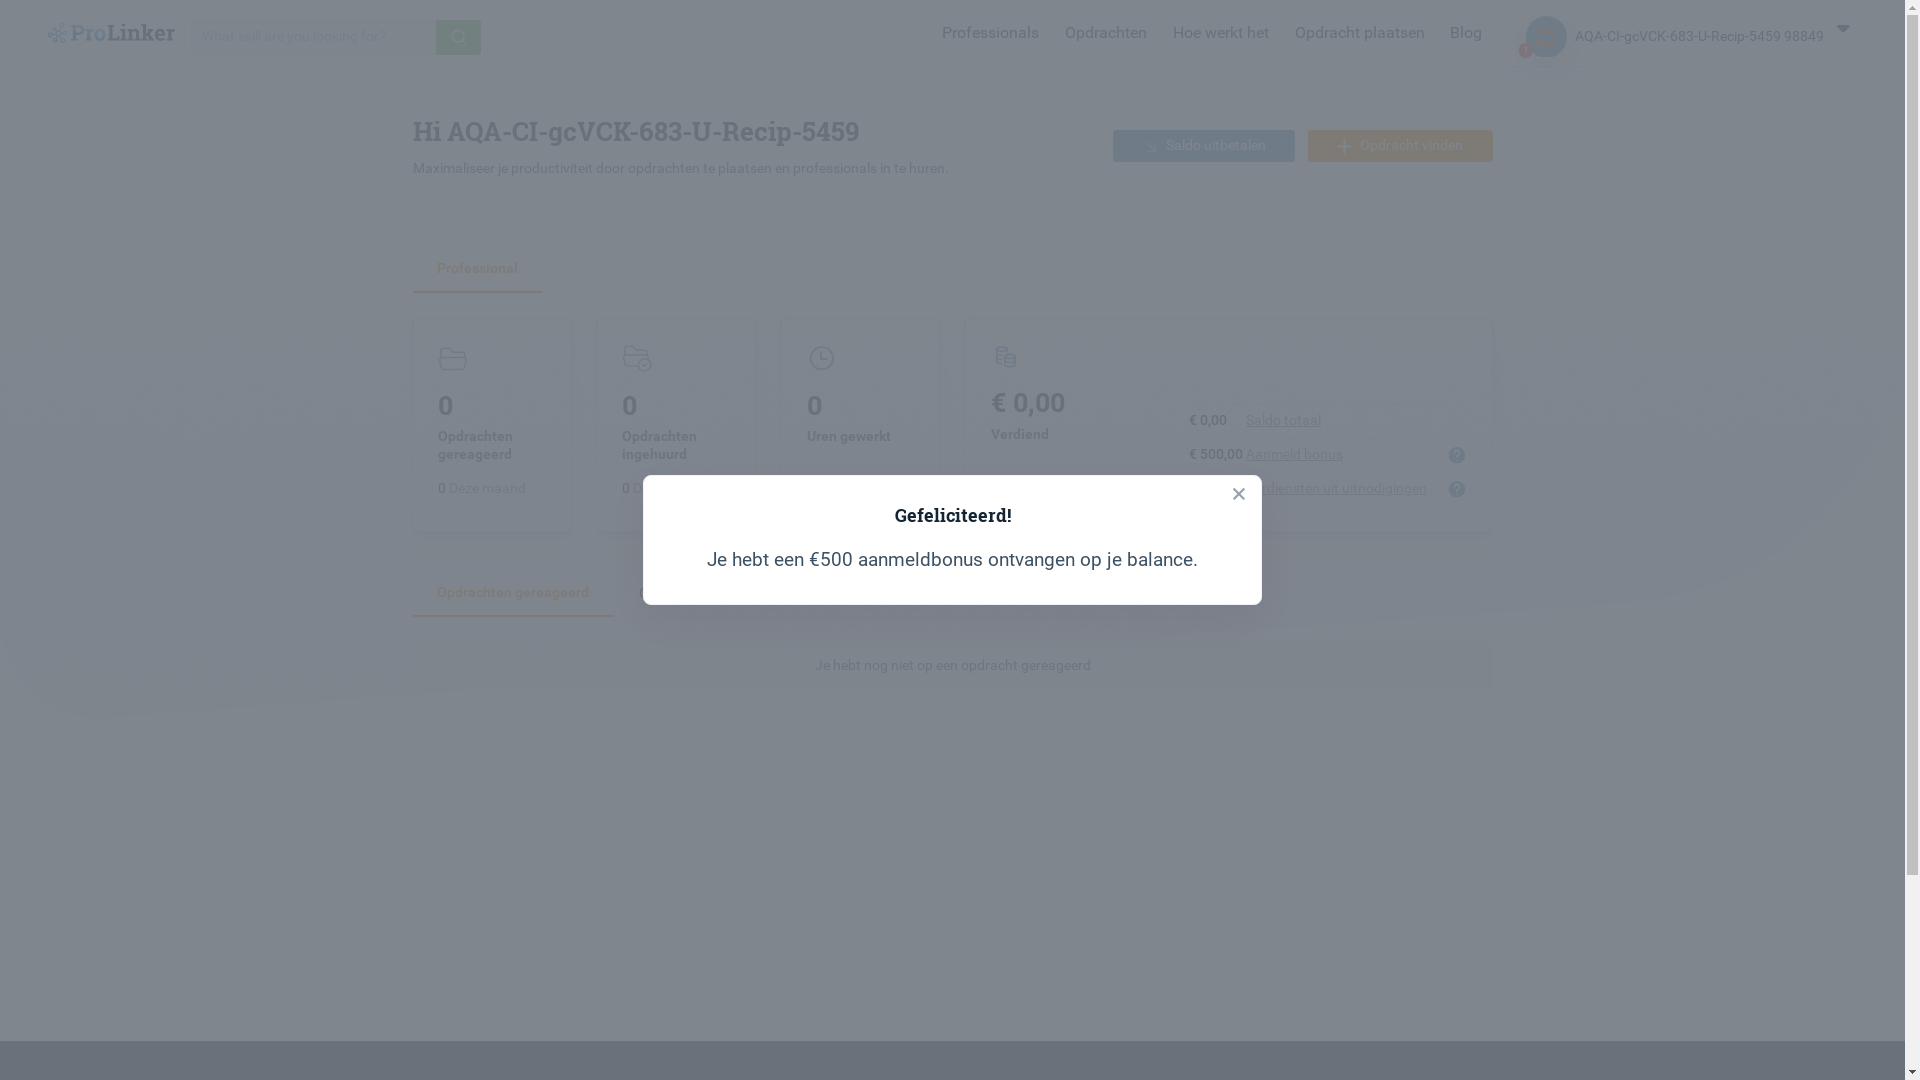 ProLinker
What skill are you looking for?
Professionals
Opdrachten
Hoe werkt het
Opdracht plaatsen
Blog
AQA-CI-gcVCK-683-U-Recip-5459 98849
Hi AQA-CI-gcVCK-683-U-Recip-5459
Maximaliseer je productiviteit door opdrachten te plaatsen en professionals in te huren.
Saldo uitbetalen
Opdracht vinden
Professional
0
Opdrachten
gereageerd
0 Deze maand
0
Opdrachten
ingehuurd
0
0
Uren gewerkt
€ 0,00
Verdiend
€ 0,00 Saldo totaal
€ 500,00 Aanmeld bonus
uit uitnodigingen
Gefeliciteerd!
Je hebt een €500 aanmeldbonus ontvangen op je balance.
Opdrachten gereageerd
Je hebt nog niet op een opdracht gereageerd